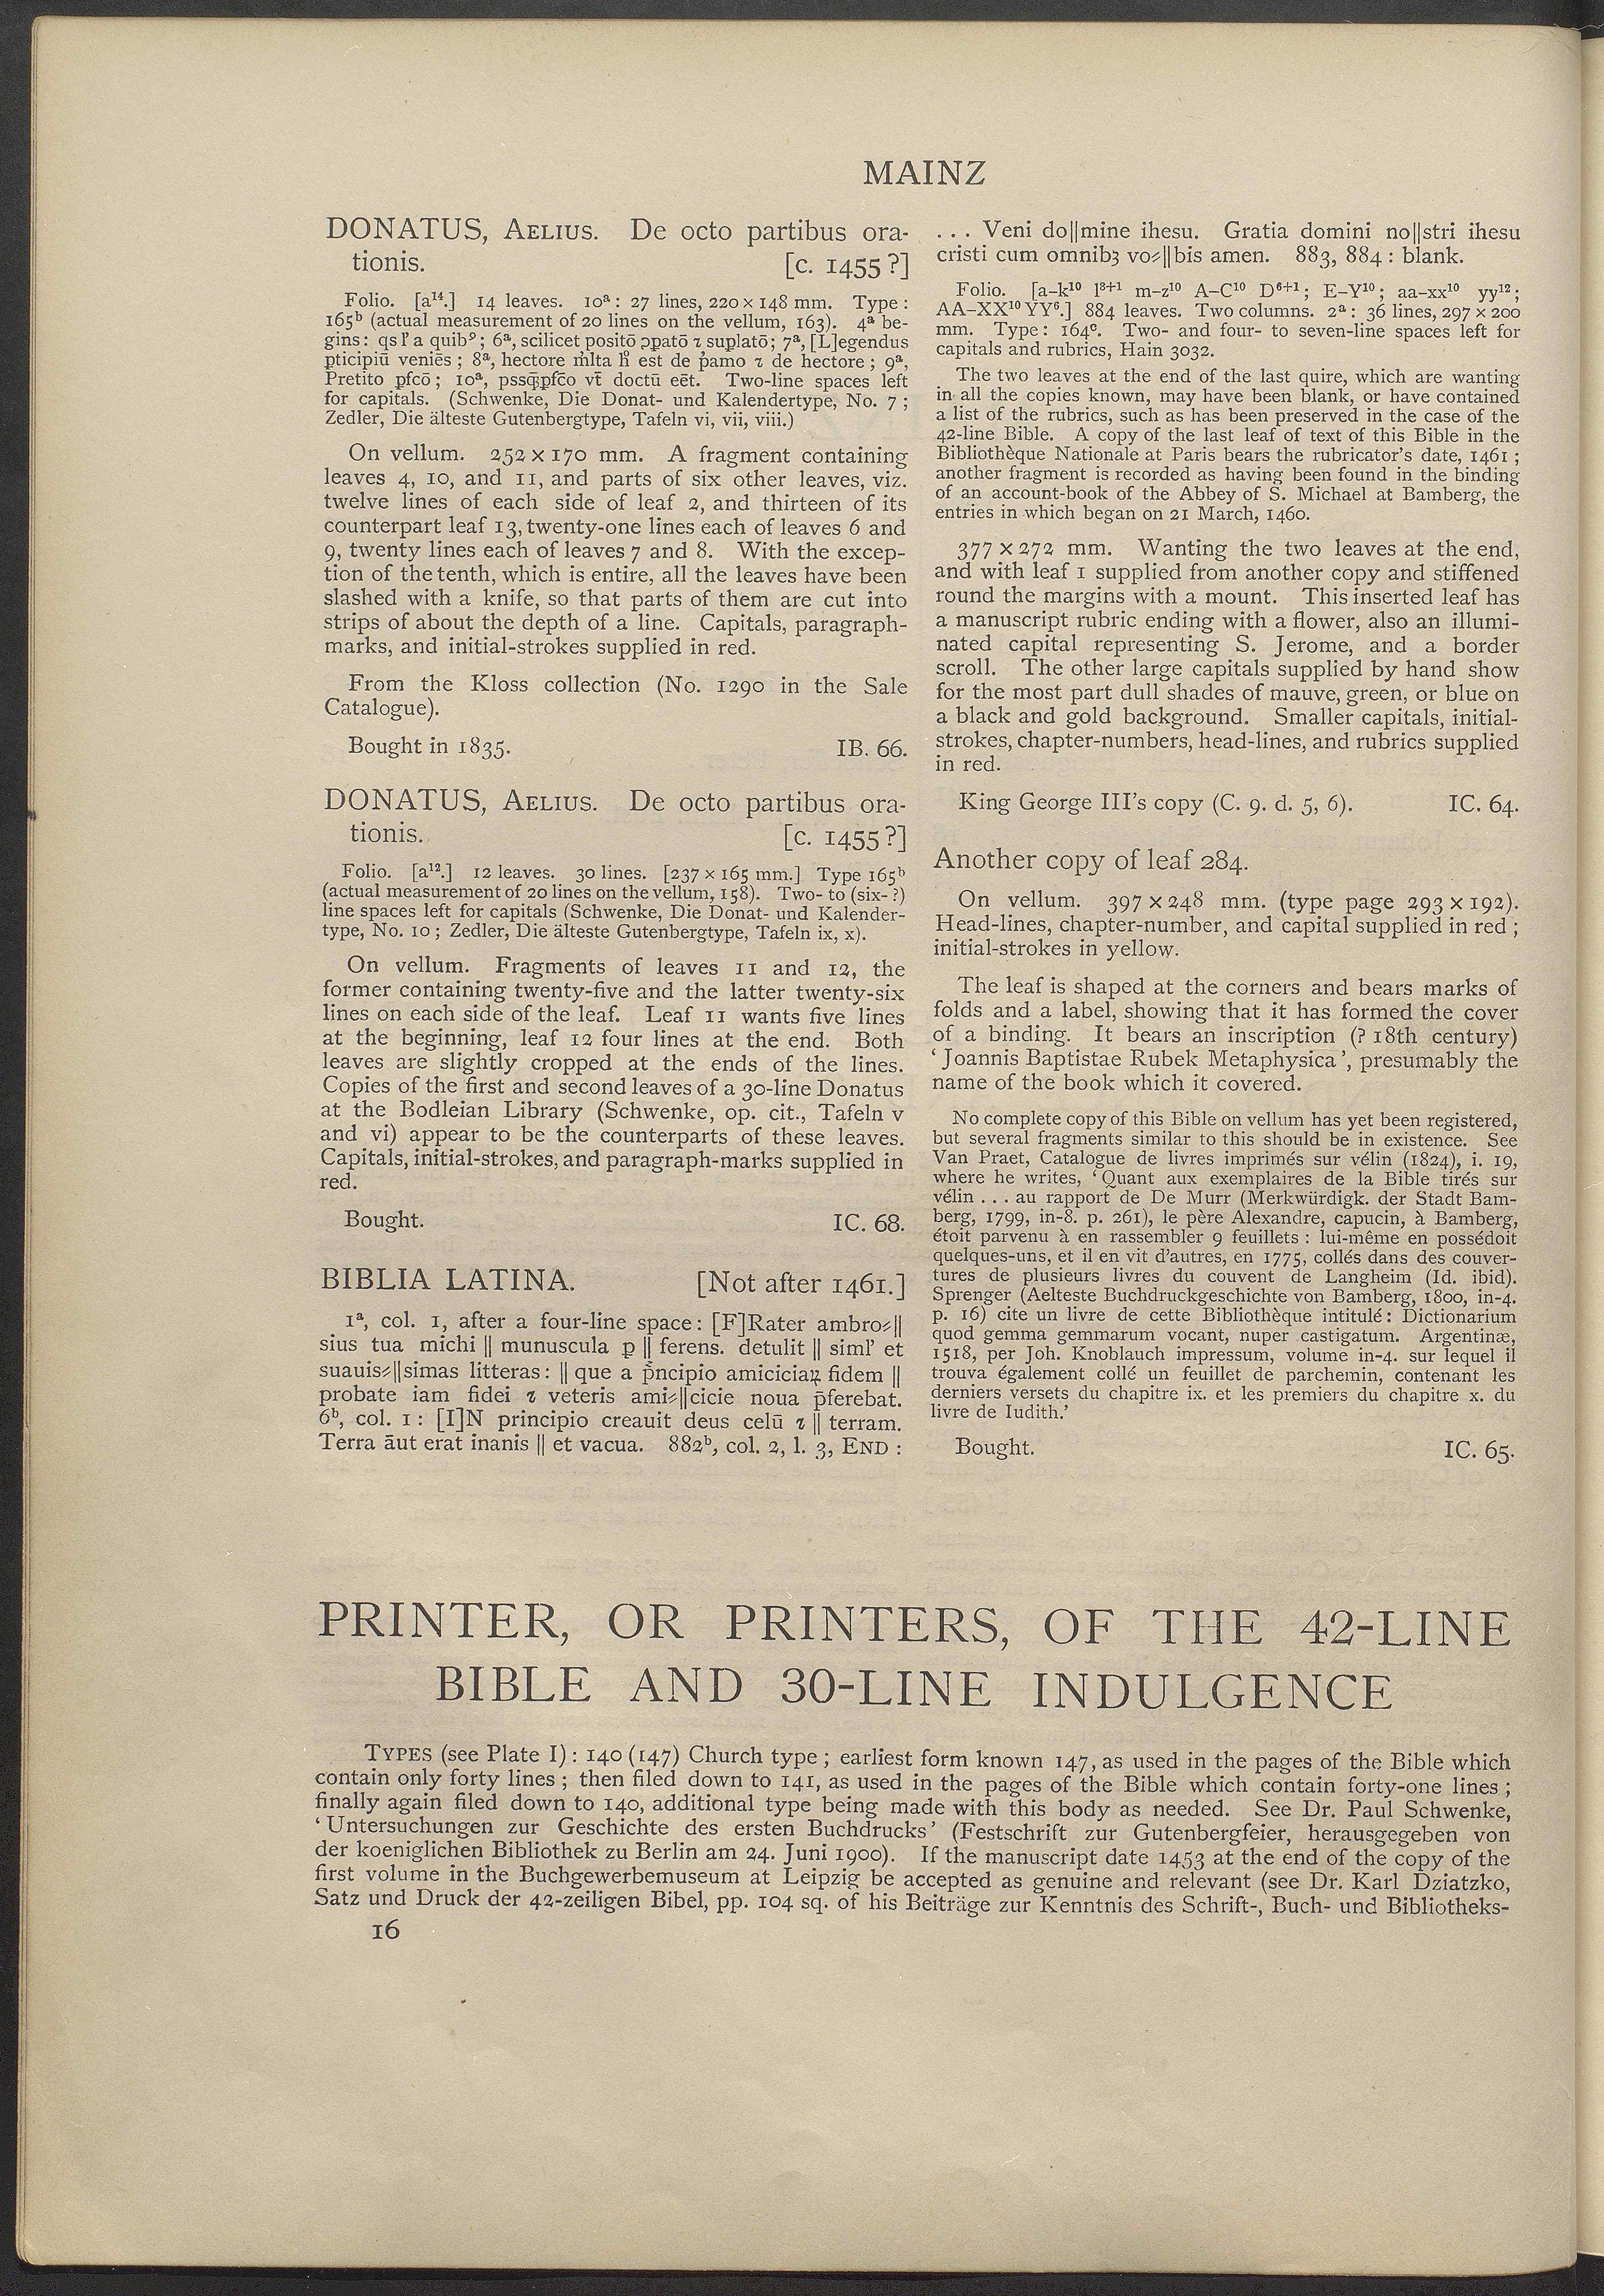 MAINZ
DONATUS, AELIUS. De octo partibus ora-
tionis. [c. 1455?]
Folio. [a¹⁴.] 14 leaves. 10ᵃ: 27 lines, 220 × 148 mm. Type:
165ᵇ (actual measurement of 20 lines on the vellum, 163). 4ᵃ be-
gins: qs l' a quibꝰ; 6ᵃ, scilicet positō ꝓpatō ⁊ suplatō; 7ᵃ, [L]egendus
ꝑticipiū veniēs; 8ᵃ, hectore m̄lta est de pamo ⁊ de hectore; 9ᵃ,
Pretito pfcō; 10ᵃ, vt̄ doctū eēt. Two-line spaces left
for capitals. (Schwenke, Die Donat- und Kalendertype, No. 7;
Zedler, Die älteste Gutenbergtype, Tafeln vi, vii, viii.)
On vellum. 252 × 170 mm. A fragment containing
leaves 4, 10, and 11, and parts of six other leaves, viz.
twelve lines of each side of leaf 2, and thirteen of its
counterpart leaf 13, twenty-one lines each of leaves 6 and
9, twenty lines each of leaves 7 and 8. With the excep-
tion of the tenth, which is entire, all the leaves have been
slashed with a knife, so that parts of them are cut into
strips of about the depth of a line. Capitals, paragraph-
marks, and initial-strokes supplied in red.
From the Kloss collection (No. 1290 in the Sale
Catalogue).
Bought in 1835. IB. 66.
DONATUS, AELIUS. De octo partibus ora-
tionis. [c. 1455?]
Folio. [a¹².] 12 leaves. 30 lines. [237 × 165 mm.] Type 165ᵇ
(actual measurement of 20 lines on the vellum, 158). Two- to (six- ?)
line spaces left for capitals (Schwenke, Die Donat- und Kalender-
type, No. 10; Zedler, Die älteste Gutenbergtype, Tafeln ix, x).
On vellum. Fragments of leaves 11 and 12, the
former containing twenty-five and the latter twenty-six
lines on each side of the leaf. Leaf 11 wants five lines
at the beginning, leaf 12 four lines at the end. Both
leaves are slightly cropped at the ends of the lines.
Copies of the first and second leaves of a 30-line Donatus
at the Bodleian Library (Schwenke, op. cit., Tafeln v
and vi) appear to be the counterparts of these leaves.
Capitals, initial-strokes, and paragraph-marks supplied in
red.
Bought. IC. 68.
BIBLIA LATINA. [Not after 1461.]
1ᵃ, col. 1, after a four-line space: [F]Rater ambro⸗||
sius tua michi || munuscula ꝑ || ferens. detulit || siml' et
suauis⸗||simas litteras: || que a pͥncipio amiciciaꝝ fidem ||
probate iam fidei ⁊ veteris ami⸗||cicie noua p̄ferebat.
6ᵇ, col. 1: [I]N principio creauit deus celū ⁊ || terram.
Terra āut erat inanis || et vacua. 882ᵇ, col. 2, l. 3, END:
... Veni do||mine ihesu. Gratia domini no||stri ihesu
cristi cum omnibꝫ vo⸗||bis amen. 883, 884: blank.
Folio. [a–k¹⁰ l⁸⁺¹ m–z¹⁰ A–C¹⁰ D⁶⁺¹; E–Y¹⁰; aa–xx¹⁰ yy¹²;
AA–XX¹⁰ YY⁶.] 884 leaves. Two columns. 2ᵃ: 36 lines, 297 × 200
mm. Type: 164ᶜ. Two- and four- to seven-line spaces left for
capitals and rubrics, Hain 3032.
The two leaves at the end of the last quire, which are wanting
in all the copies known, may have been blank, or have contained
a list of the rubrics, such as has been preserved in the case of the
42-line Bible. A copy of the last leaf of text of this Bible in the
Bibliothèque Nationale at Paris bears the rubricator's date, 1461;
another fragment is recorded as having been found in the binding
of an account-book of the Abbey of S. Michael at Bamberg, the
entries in which began on 21 March, 1460.
377 × 272 mm. Wanting the two leaves at the end,
and with leaf 1 supplied from another copy and stiffened
round the margins with a mount. This inserted leaf has
a manuscript rubric ending with a flower, also an illumi-
nated capital representing S. Jerome, and a border
scroll. The other large capitals supplied by hand show
for the most part dull shades of mauve, green, or blue on
a black and gold background. Smaller capitals, initial-
strokes, chapter-numbers, head-lines, and rubrics supplied
in red.
King George III's copy (C. 9. d. 5, 6). IC. 64.
Another copy of leaf 284.
On vellum. 397 × 248 mm. (type page 293 × 192).
Head-lines, chapter-number, and capital supplied in red;
initial-strokes in yellow.
The leaf is shaped at the corners and bears marks of
folds and a label, showing that it has formed the cover
of a binding. It bears an inscription (? 18th century)
‘Joannis Baptistae Rubek Metaphysica’, presumably the
name of the book which it covered.
No complete copy of this Bible on vellum has yet been registered,
but several fragments similar to this should be in existence. See
Van Praet, Catalogue de livres imprimés sur vélin (1824), i. 19,
where he writes, ‘Quant aux exemplaires de la Bible tirés sur
vélin ... au rapport de De Murr (Merkwürdigk. der Stadt Bam-
berg, 1799, in-8. p. 261), le père Alexandre, capucin, à Bamberg,
étoit parvenu à en rassembler 9 feuillets: lui-même en possédoit
quelques-uns, et il en vit d'autres, en 1775, collés dans des couver-
tures de plusieurs livres du couvent de Langheim (Id. ibid).
Sprenger (Aelteste Buchdruckgeschichte von Bamberg, 1800, in-4.
p. 16) cite un livre de cette Bibliothèque intitulé: Dictionarium
quod gemma gemmarum vocant, nuper castigatum. Argentinæ,
1518, per Joh. Knoblauch impressum, volume in-4. sur lequel il
trouva également collé un feuillet de parchemin, contenant les
derniers versets du chapitre ix. et les premiers du chapitre x. du
livre de Iudith.’
Bought. IC. 65.
PRINTER, OR PRINTERS, OF THE 42-LINE
BIBLE AND 30-LINE INDULGENCE
TYPES (see Plate I): 140 (147) Church type; earliest form known 147, as used in the pages of the Bible which
contain only forty lines; then filed down to 141, as used in the pages of the Bible which contain forty-one lines;
finally again filed down to 140, additional type being made with this body as needed. See Dr. Paul Schwenke,
‘Untersuchungen zur Geschichte des ersten Buchdrucks’ (Festschrift zur Gutenbergfeier, herausgegeben von
der koeniglichen Bibliothek zu Berlin am 24. Juni 1900). If the manuscript date 1453 at the end of the copy of the
first volume in the Buchgewerbemuseum at Leipzig be accepted as genuine and relevant (see Dr. Karl Dziatzko,
Satz und Druck der 42-zeiligen Bibel, pp. 104 sq. of his Beiträge zur Kenntnis des Schrift-, Buch- und Bibliotheks-
16